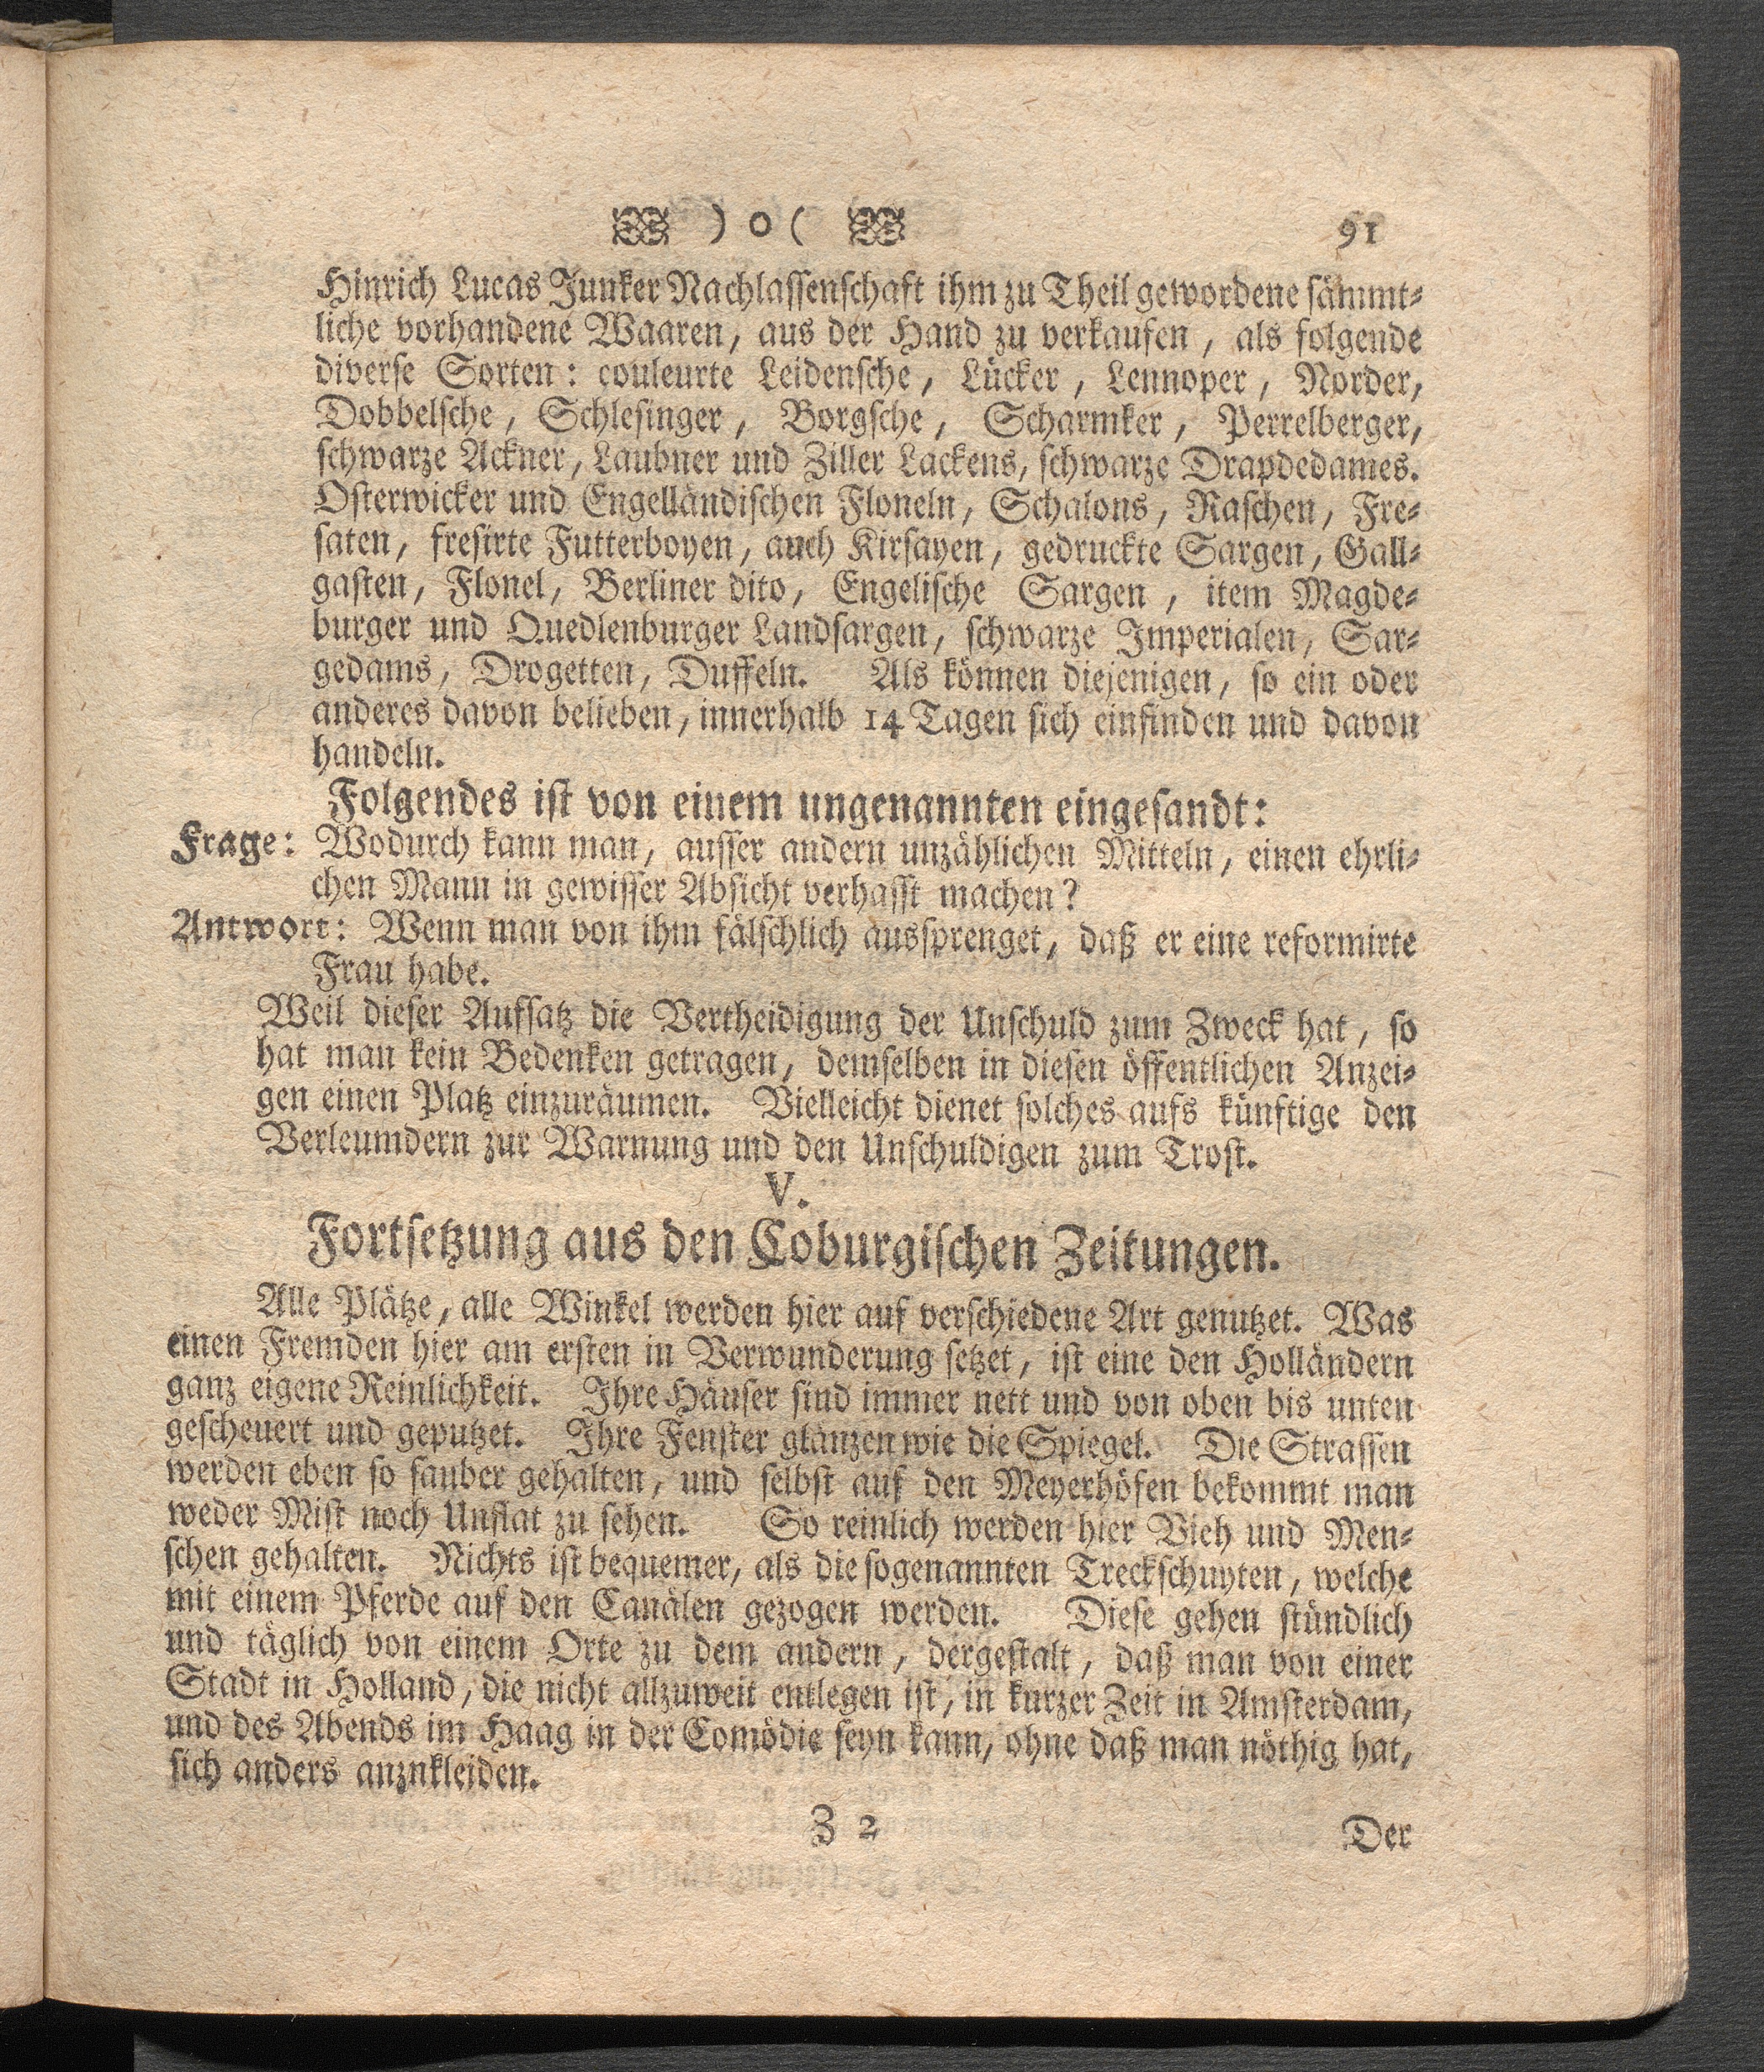 ) 0 ( 91
Hinrich Lucas Junker Nachlassenschaft ihm zu Theil gewordene sämmt-
liche vorhandene Waaren, aus der Hand zu verkaufen, als folgende
diverse Sorten: couleurte Leidensche, Lücker, Lennoper, Norder,
Dobbelsche, Schlesinger, Borgsche, Scharmker, Perrelberger,
schwarze Ackner, Laubner und Ziller Lackens, schwarze Drapdedames.
Osterwicker und Engelländischen Floneln, Schalons, Raschen, Fre-
saten, fresirte Futterboyen, auch Kirsayen, gedruckte Sargen, Gall-
gasten, Flonel, Berliner dito, Engelische Sargen, item Magde-
burger und Quedlenburger Landsargen, schwarze Imperialen, Sar-
gedams, Drogetten, Duffeln. Als können diejenigen, so ein oder
anderes davon belieben, innerhalb 14 Tagen sich einfinden und davon
handeln.
Folgendes ist von einem ungenannten eingesandt:
Frage: Wodurch kann man, ausser andern unzählichen Mitteln, einen ehrli-
chen Mann in gewisser Absicht verhasst machen?
Antwort: Wenn man von ihm fälschlich aussprenget, daß er eine reformirte
Frau habe.
Weil dieser Aufsatz die Vertheidigung der Unschuld zum Zweck hat, so
hat man kein Bedenken getragen, demselben in diesen öffentlichen Anzei-
gen einen Platz einzuräumen. Vielleicht dienet solches aufs künftige den
Verleumdern zur Warnung und den Unschuldigen zum Trost.
V.
Fortsetzung aus den Coburgischen Zeitungen.
Alle Plätze, alle Winkel werden hier auf verschiedene Art genutzet. Was
einen Fremden hier am ersten in Verwunderung setzet, ist eine den Holländern
ganz eigene Reinlichkeit. Ihre Häuser sind immer nett und von oben bis unten
gescheuert und geputzet. Ihre Fenster glänzen wie die Spiegel. Die Strassen
werden eben so sauber gehalten, und selbst auf den Meyerhöfen bekommt man
weder Mist noch Unflat zu sehen. So reinlich werden hier Vieh und Men-
schen gehalten. Nichts ist bequemer, als die sogenannten Treckschuyten, welche
mit einem Pferde auf den Canälen gezogen werden. Diese gehen stündlich
und täglich von einem Orte zu dem andern, dergestalt, daß man von einer
Stadt in Holland, die nicht allzuweit entlegen ist, in kurzer Zeit in Amsterdam,
und des Abends im Haag in der Comödie seyn kann, ohne daß man nöthig hat,
sich anders anznkleiden.
Z 2 Der